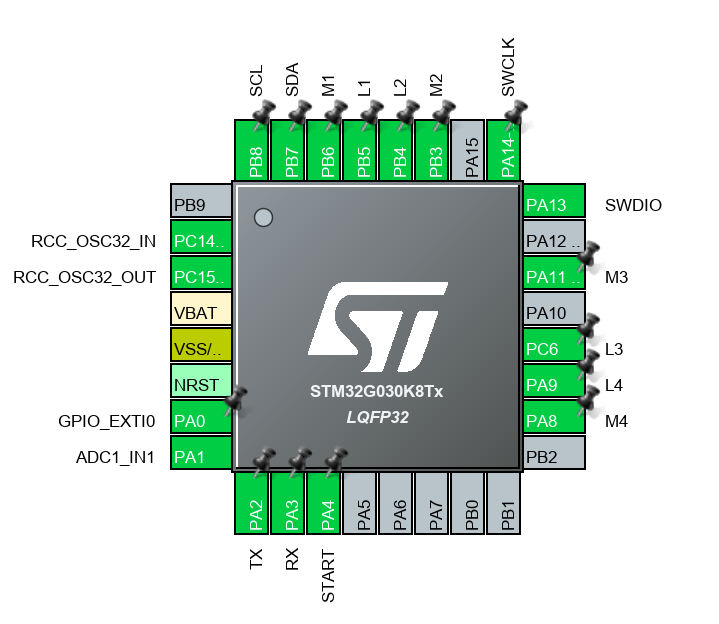 SCL
SDA
M1
L1
L2
M2
SWCLK
PB8
PB7
PB6
PB5
PB4
PB3
PA15
PA14-
PB9
RCC_OSC32_IN PC14..
RCC_OSC32_OUT PC15..
VBAT
VSS/..
NRST
GPIO_EXTI0 PA0
ADC1_IN1 PA1
PA13 SWDIO
PA12 ..
PA11 .. M3
PA10
PC6 L3
PA9 L4
PA8 M4
PB2
ST
STM32G030K8Tx
LQFP32
PA2
PA3
PA4
PA5
PA6
PA7
PB0
PB1
TX
RX
START